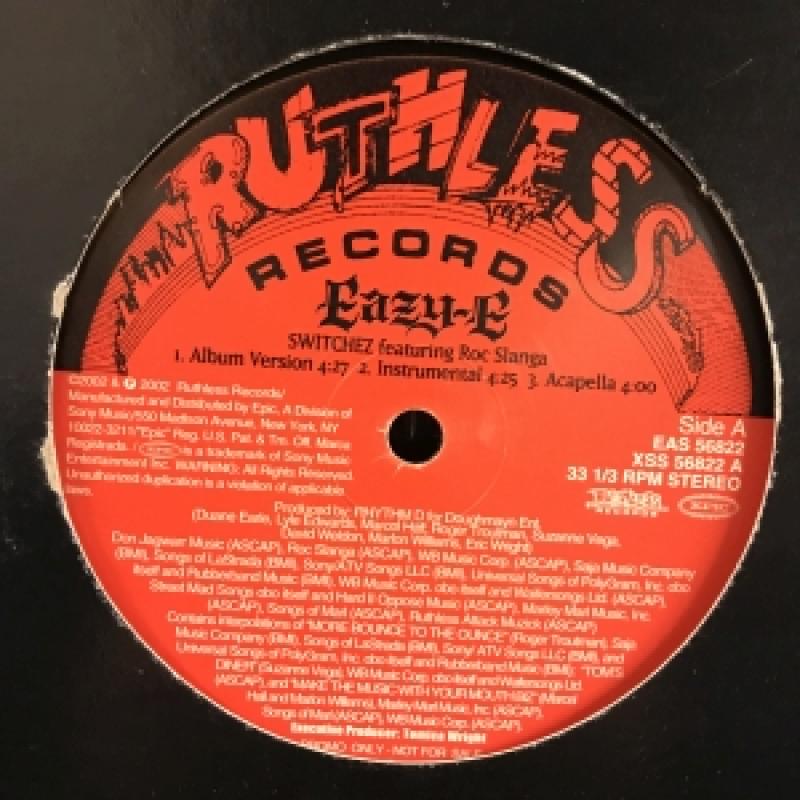 RUTHLESS
RECORDS
Eazy-E
SWITCHEZ featuring Roc Slanga
1. Album Version 4:27 2. Instrumental 4:25 3. Acapella 4:00
©2002 & ℗ 2002 Ruthless Records/
Manufactured and Distributed by Epic, A Division of
Sony Music/550 Madison Avenue, New York, NY
10022-3211/"Epic" Reg. U.S. Pat. & Tm. Off. Marca
Registrada. / epic is a trademark of Sony Music
Entertainment Inc. WARNING: All Rights Reserved.
Unauthorized duplication is a violation of applicable
laws.
Side A
EAS 56822
XSS 56822 A
33 1/3 RPM STEREO
RUTHLESS
RECORDS
epic
Produced by: RHYTHM D for Doughmayn Ent.
(Duane Earle, Lyle Edwards, Marcel Hall, Roger Troutman, Suzanne Vega,
David Weldon, Marlon Williams, Eric Wright)
Don Jagwarr Music (ASCAP), Roc Slanga (ASCAP), WB Music Corp. (ASCAP), Saja Music Company
(BMI), Songs of LaStrada (BMI), Sony/ATV Songs LLC (BMI), Universal Songs of PolyGram, Inc. obo
itself and Rubberband Music (BMI), WB Music Corp. obo itself and Waifersongs Ltd. (ASCAP),
Street Mad Songs obo itself and Hard II Oppose Music (ASCAP), Marley Marl Music, Inc.
(ASCAP), Songs of Marl (ASCAP), Ruthless Attack Muzick (ASCAP)
Contains interpolations of "MORE BOUNCE TO THE OUNCE" (Roger Troutman), Saja
Music Company (BMI), Songs of LaStrada (BMI), Sony/ ATV Songs LLC (BMI), and
Universal Songs of PolyGram, Inc. obo itself and Rubberband Music (BMI); "TOM'S
DINER" (Suzanne Vega), WB Music Corp. obo itself and Waifersongs Ltd.
(ASCAP) and "MAKE THE MUSIC WITH YOUR MOUTH BIZ" (Marcel
Hall and Marlon Williams), Marley Marl Music, Inc. (ASCAP),
Songs of Marl (ASCAP), WB Music Corp. (ASCAP).
Executive Producer: Tomica Wright
PROMO ONLY - NOT FOR SALE